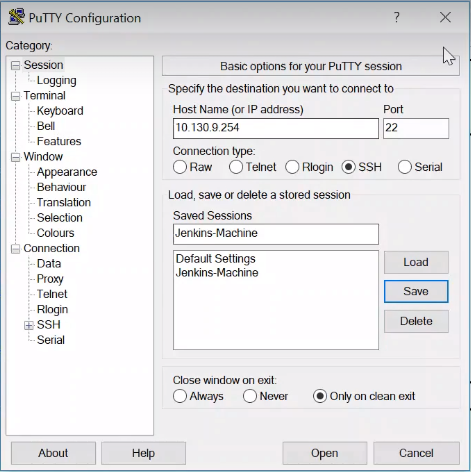 PuTTY Configuration
?
Category:
Session
Logging
Terminal
Keyboard
Bell
Features
Window
Appearance
Behaviour
Translation
Selection
Colours
Connection
Data
Proxy
Telnet
Rlogin
SSH
Serial
Basic options for your PuTTY session
Specify the destination you want to connect to
Host Name (or IP address) Port
10.130.9.254 22
Connection type:
Raw Telnet Rlogin SSH Serial
Load, save or delete a stored session
Saved Sessions
Jenkins-Machine
Default Settings
Jenkins-Machine
Load
Save
Delete
Close window on exit:
Always Never Only on clean exit
About Help Open Cancel